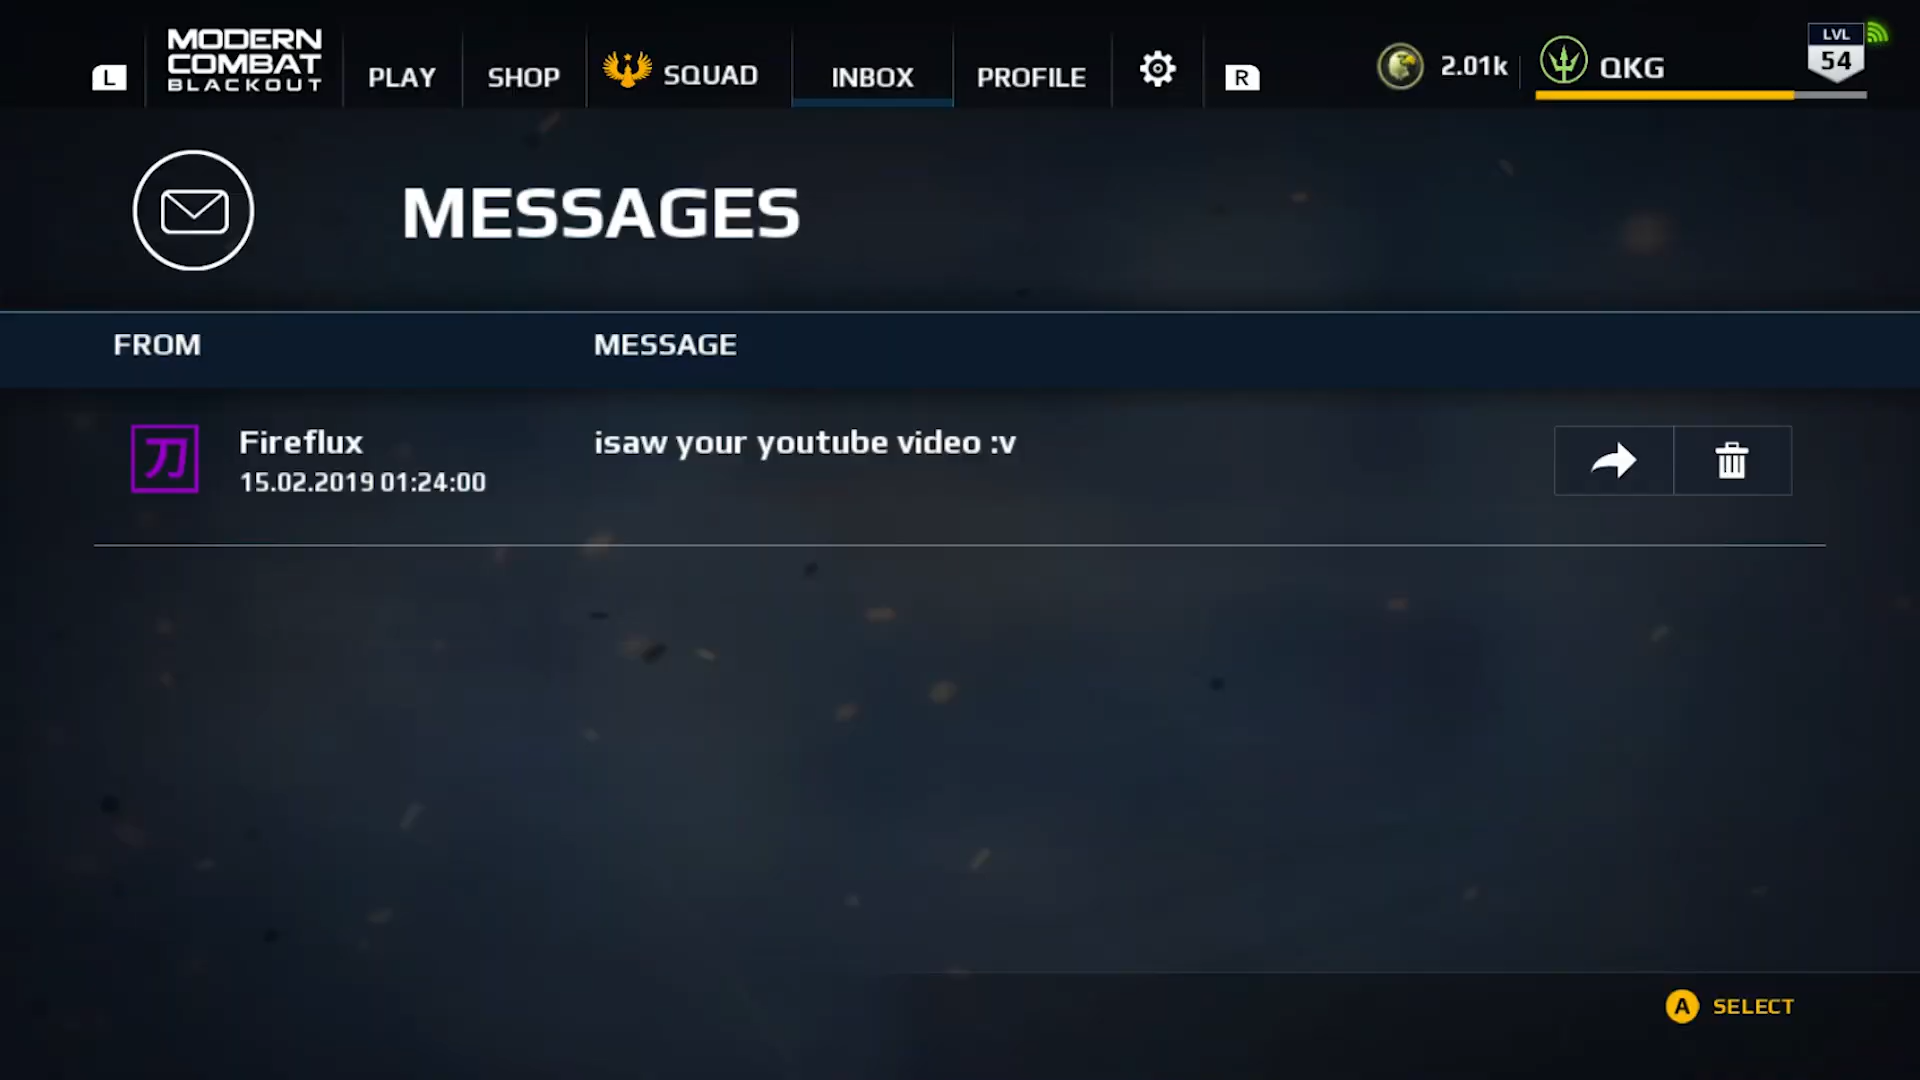 L
MODERN
COMBAT
BLACKOUT
PLAY
SHOP
SQUAD
INBOX
PROFILE
R
2.01k
QKG
LVL
54
MESSAGES
FROM MESSAGE
刀
Fireflux
isaw your youtube video :v
15.02.2019 01:24:00
A SELECT